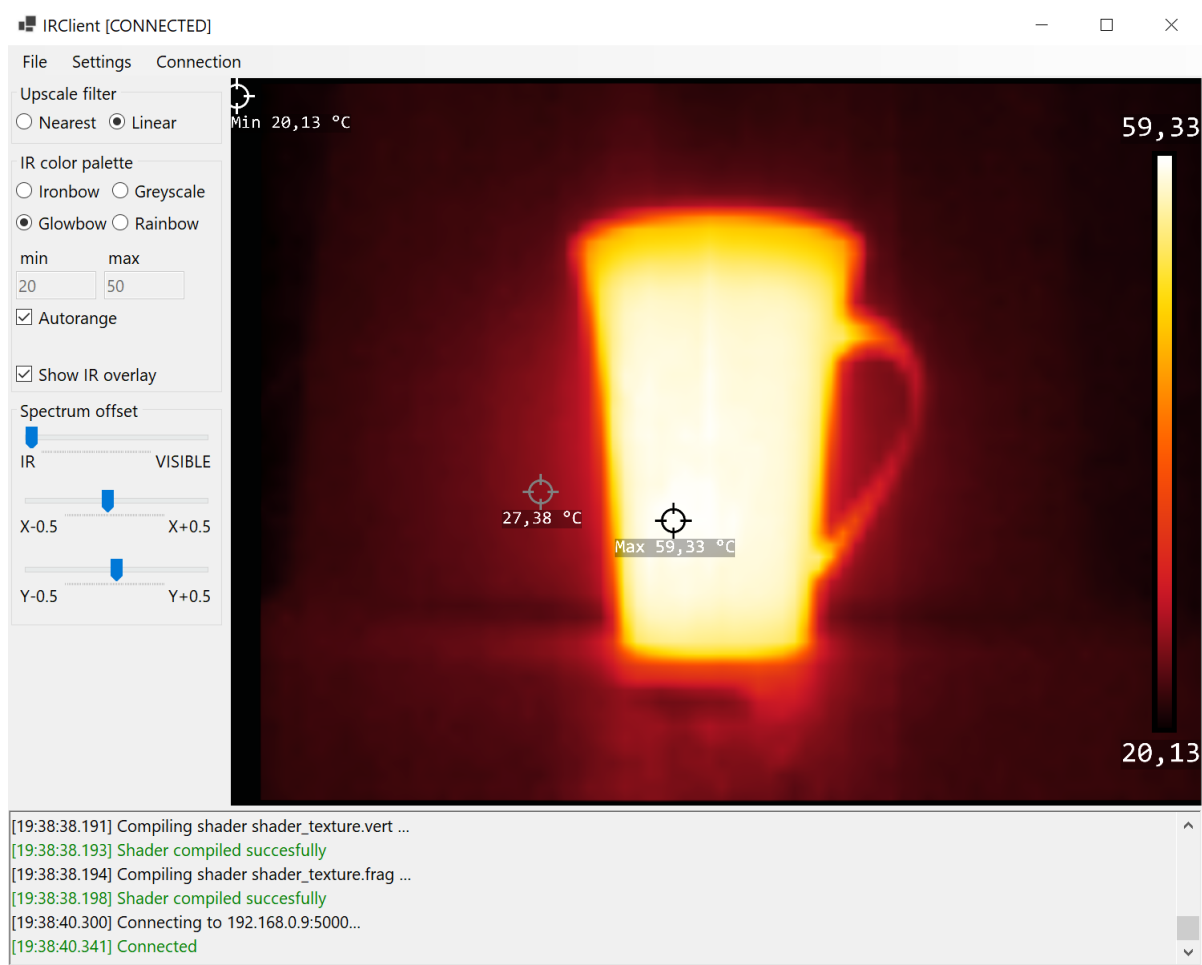 IRClient [CONNECTED]
File Settings Connection
Upscale filter
Nearest Linear
IR color palette
Ironbow Greyscale
Glowbow Rainbow
min max
20 50
Autorange
Show IR overlay
Spectrum offset
IR VISIBLE
X-0.5 X+0.5
Y-0.5 Y+0.5
Min 20,13 °C
59,33
27,38 °C
Max 59,33 °C
20,13
[19:38:38.191] Compiling shader shader_texture.vert ...
[19:38:38.193] Shader compiled succesfully
[19:38:38.194] Compiling shader shader_texture.frag ...
[19:38:38.198] Shader compiled succesfully
[19:38:40.300] Connecting to 192.168.0.9:5000...
[19:38:40.341] Connected